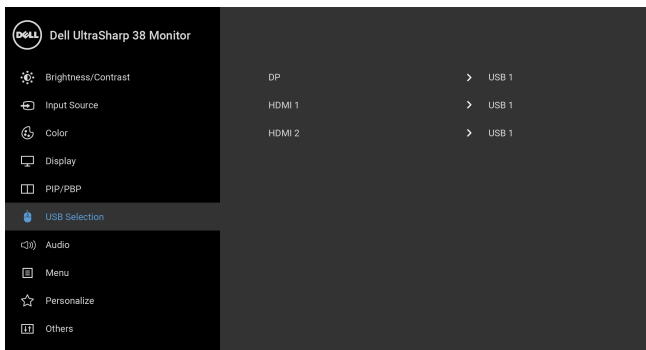 DELL Dell UltraSharp 38 Monitor
Brightness/Contrast
Input Source
Color
Display
PIP/PBP
USB Selection
Audio
Menu
Personalize
Others
DP > USB 1
HDMI 1 > USB 1
HDMI 2 > USB 1